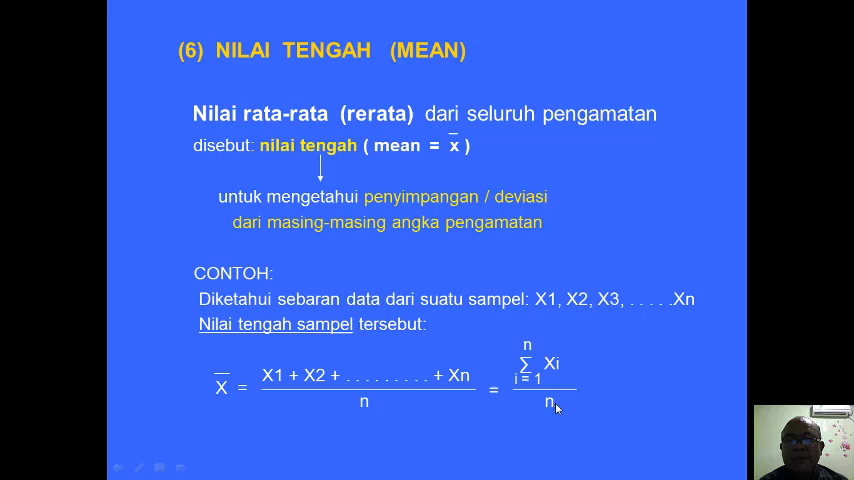 (6) NILAI TENGAH (MEAN)
Nilai rata-rata (rerata) dari seluruh pengamatan
disebut: nilai tengah ( mean = x̅ )
untuk mengetahui penyimpangan / deviasi
dari masing-masing angka pengamatan
CONTOH:
Diketahui sebaran data dari suatu sampel: X1, X2, X3, . . . . .Xn
Nilai tengah sampel tersebut:
n
∑ Xi
i = 1
X̅ = X1 + X2 + . . . . . . . . . + Xn =
n
n